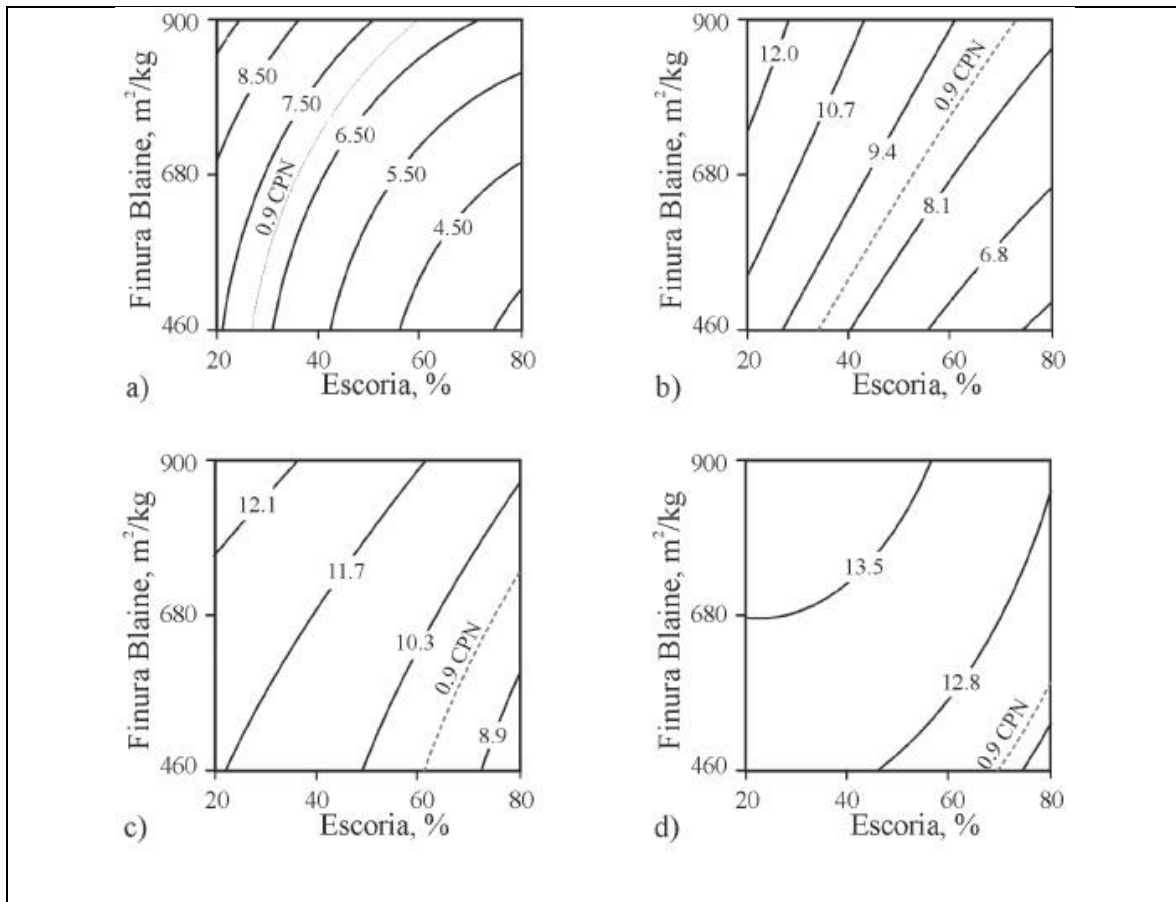 900
8.50
7.50
0.9 CPN
6.50
5.50
4.50
680
460
20 40 60 80
Finura Blaine, m²/kg
Escoria, %
a)
900
12.0
10.7
9.4
0.9 CPN
8.1
6.8
680
460
20 40 60 80
Finura Blaine, m²/kg
Escoria, %
b)
900
12.1
11.7
10.3
0.9 CPN
8.9
680
460
20 40 60 80
Finura Blaine, m²/kg
Escoria, %
c)
900
13.5
12.8
0.9 CPN
680
460
20 40 60 80
Finura Blaine, m²/kg
Escoria, %
d)